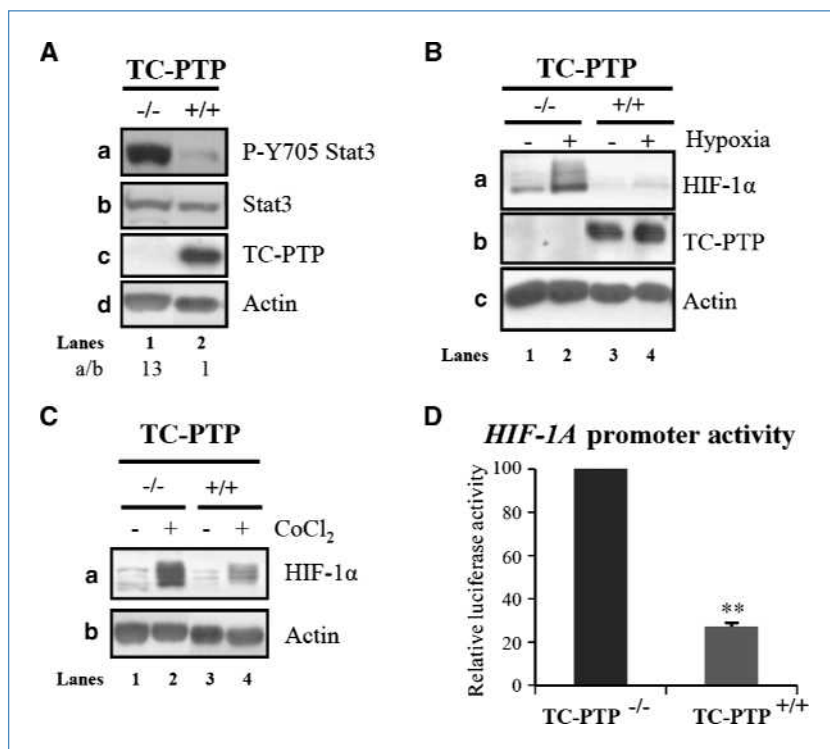 A
TC-PTP
-/- +/+
a P-Y705 Stat3
b Stat3
c TC-PTP
d Actin
Lanes 1 2
a/b 13 1
B
TC-PTP
-/- +/+
- + - + Hypoxia
a HIF-1α
b TC-PTP
c Actin
Lanes 1 2 3 4
C
TC-PTP
-/- +/+
- + - + CoCl₂
a HIF-1α
b Actin
Lanes 1 2 3 4
D
HIF-1A promoter activity
Relative luciferase activity
100
80
60
40
20
0
**
TC-PTP -/- TC-PTP +/+